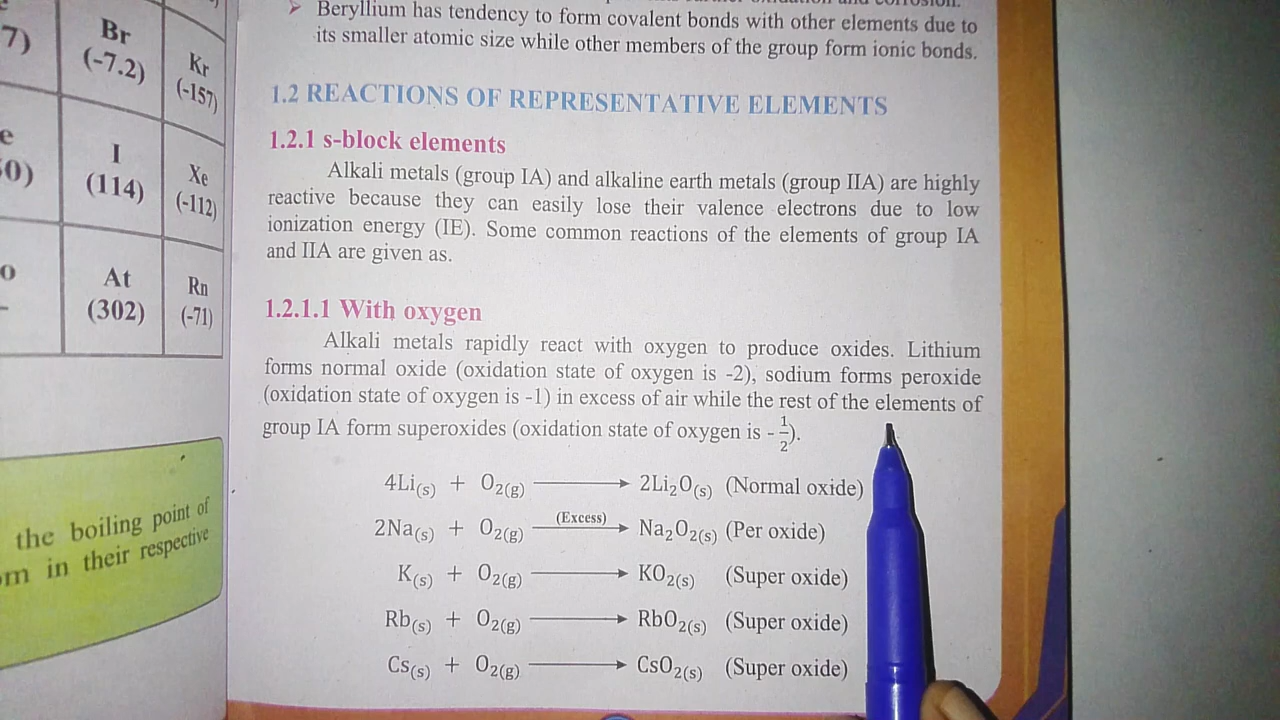 7)
Br
(-7.2)
Kr
(-157)
I
(114)
Xe
(-112)
At
(302)
Rn
(-71)
the boiling point of
in their respective
➤ Beryllium has tendency to form covalent bonds with other elements due to
its smaller atomic size while other members of the group form ionic bonds.
1.2 REACTIONS OF REPRESENTATIVE ELEMENTS
1.2.1 s-block elements
Alkali metals (group IA) and alkaline earth metals (group IIA) are highly
reactive because they can easily lose their valence electrons due to low
ionization energy (IE). Some common reactions of the elements of group IA
and IIA are given as.
1.2.1.1 With oxygen
Alkali metals rapidly react with oxygen to produce oxides. Lithium
forms normal oxide (oxidation state of oxygen is -2), sodium forms peroxide
(oxidation state of oxygen is -1) in excess of air while the rest of the elements of
group IA form superoxides (oxidation state of oxygen is -1/2).
4Li(s) + O2(g) → 2Li2O(s) (Normal oxide)
2Na(s) + O2(g) (Excess)→ Na2O2(s) (Per oxide)
K(s) + O2(g) → KO2(s) (Super oxide)
Rb(s) + O2(g) → RbO2(s) (Super oxide)
Cs(s) + O2(g) → CsO2(s) (Super oxide)